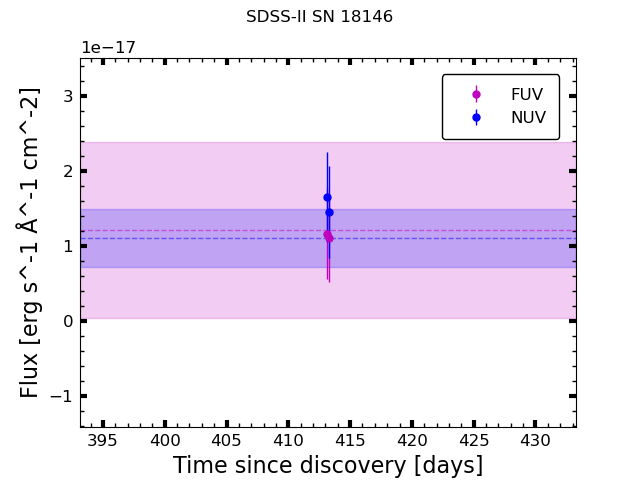 SDSS-II SN 18146
1e−17
FUV
NUV
3
2
1
0
−1
Flux [erg s^-1 Å^-1 cm^-2]
395 400 405 410 415 420 425 430
Time since discovery [days]